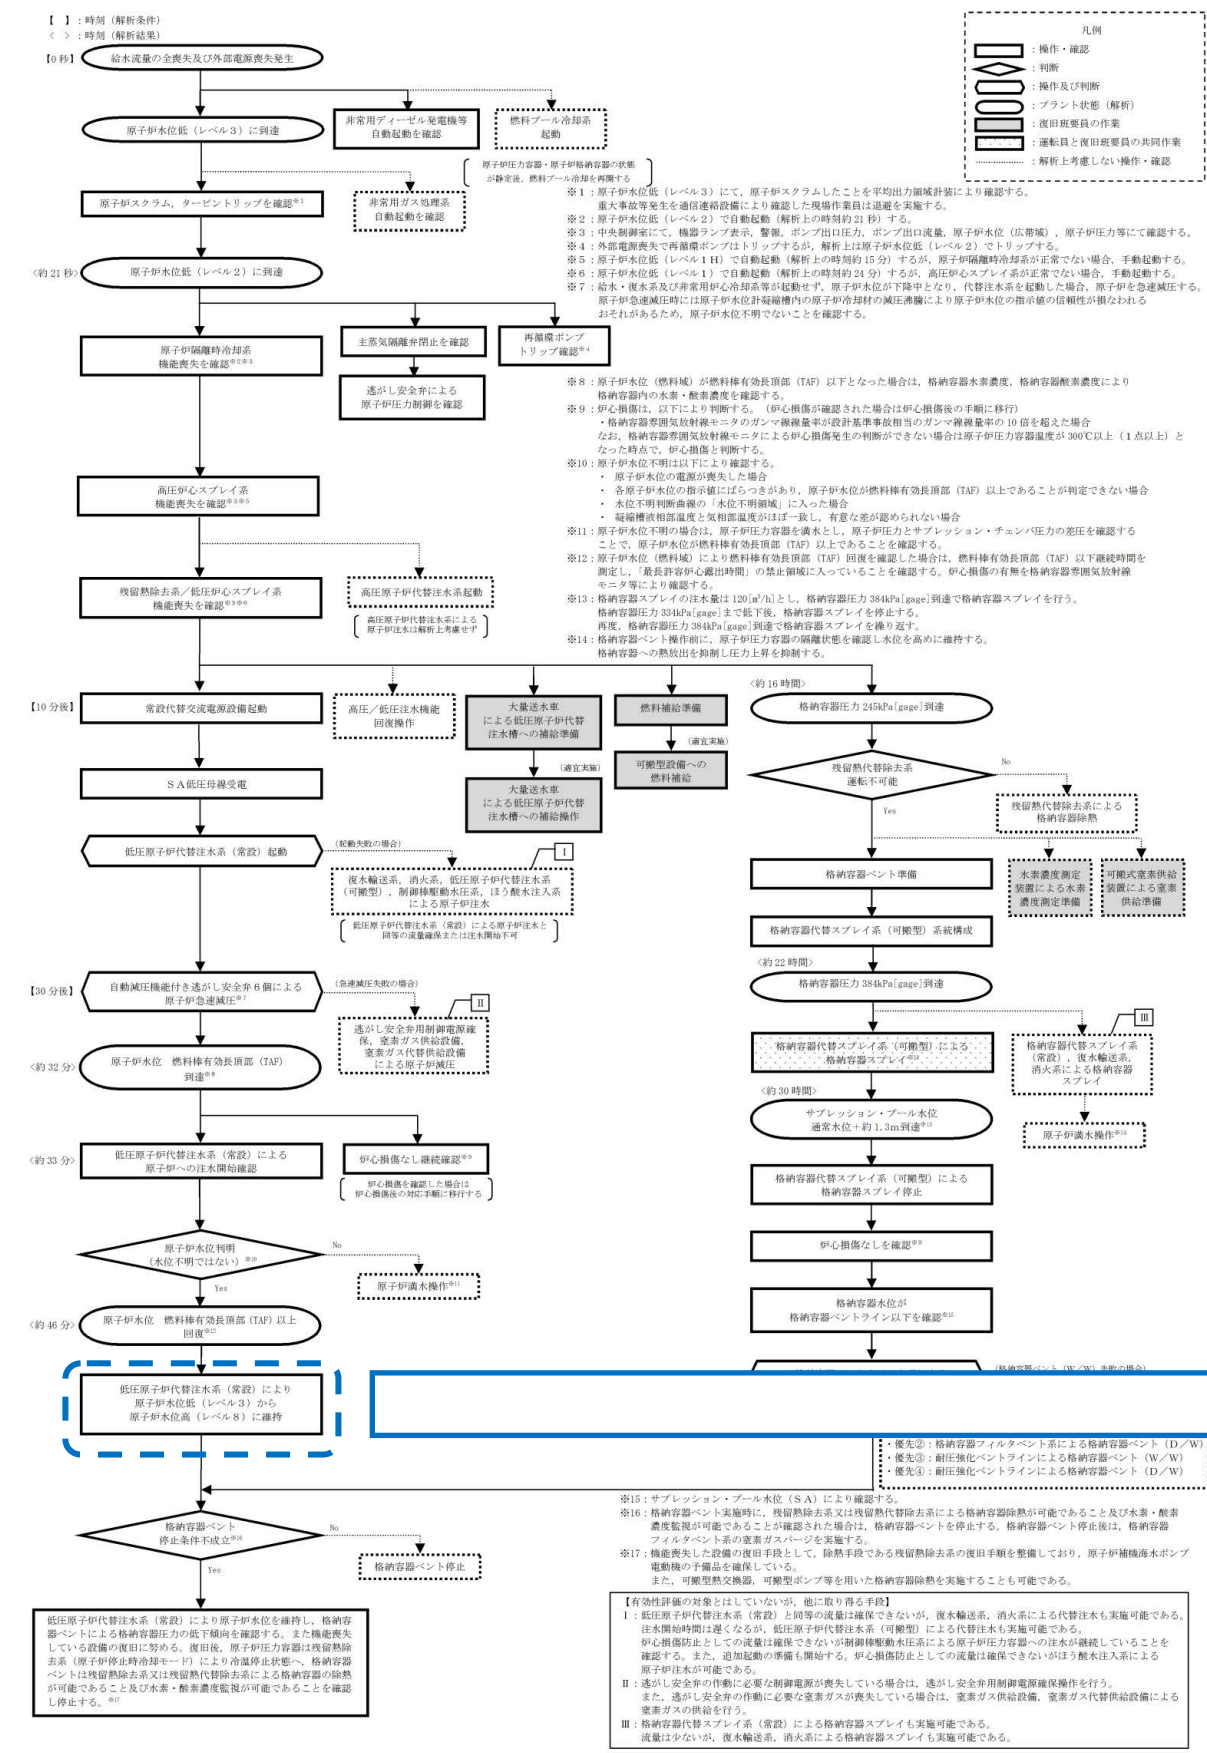 【　】：時刻（解析条件）
＜　＞：時刻（解析結果）
【0秒】
給水流量の全喪失及び外部電源喪失発生
原子炉水位低（レベル３）に到達
非常用ディーゼル発電機等
自動起動を確認
燃料プール冷却系
起動
原子炉圧力容器・原子炉格納容器の状態
が静定後，燃料プール冷却を再開する
原子炉スクラム，タービントリップを確認※１
非常用ガス処理系
自動起動を確認
＜約21秒＞
原子炉水位低（レベル２）に到達
原子炉隔離時冷却系
機能喪失を確認※２※３
主蒸気隔離弁閉止を確認
再循環ポンプ
トリップ確認※４
逃がし安全弁による
原子炉圧力制御を確認
高圧炉心スプレイ系
機能喪失を確認※３※５
残留熱除去系／低圧炉心スプレイ系
機能喪失を確認※３※６
高圧原子炉代替注水系起動
高圧原子炉代替注水系による
原子炉注水は解析上考慮せず
凡例
：操作・確認
：判断
：操作及び判断
：プラント状態（解析）
：復旧班要員の作業
：運転員と復旧班要員の共同作業
：解析上考慮しない操作・確認
※１：原子炉水位低（レベル３）にて，原子炉スクラムしたことを平均出力領域計装により確認する。
重大事故等発生を通信連絡設備により確認した現場作業員は退避を実施する。
※２：原子炉水位低（レベル２）で自動起動（解析上の時刻約21秒）する。
※３：中央制御室にて，機器ランプ表示，警報，ポンプ出口圧力，ポンプ出口流量，原子炉水位（広帯域），原子炉圧力等にて確認する。
※４：外部電源喪失で再循環ポンプはトリップするが，解析上は原子炉水位低（レベル２）でトリップする。
※５：原子炉水位低（レベル１Ｈ）で自動起動（解析上の時刻約15分）するが，原子炉隔離時冷却系が正常でない場合，手動起動する。
※６：原子炉水位低（レベル１）で自動起動（解析上の時刻約24分）するが，高圧炉心スプレイ系が正常でない場合，手動起動する。
※７：給水・復水系及び非常用炉心冷却系等が起動せず，原子炉水位が下降中となり，代替注水系を起動した場合，原子炉を急速減圧する。
原子炉急速減圧時には原子炉水位計凝縮槽内の原子炉冷却材の減圧沸騰により原子炉水位の指示値の信頼性が損なわれる
おそれがあるため，原子炉水位不明でないことを確認する。
※８：原子炉水位（燃料域）が燃料棒有効長頂部（TAF）以下となった場合は，格納容器水素濃度，格納容器酸素濃度により
格納容器内の水素・酸素濃度を確認する。
※９：炉心損傷は，以下により判断する。（炉心損傷が確認された場合は炉心損傷後の手順に移行）
・格納容器雰囲気放射線モニタのガンマ線線量率が設計基準事故相当のガンマ線線量率の10倍を超えた場合
なお，格納容器雰囲気放射線モニタによる炉心損傷発生の判断ができない場合は原子炉圧力容器温度が300℃以上（１点以上）と
なった時点で，炉心損傷と判断する。
※10：原子炉水位不明は以下により確認する。
・　原子炉水位の電源が喪失した場合
・　各原子炉水位の指示値にばらつきがあり，原子炉水位が燃料棒有効長頂部（TAF）以上であることが判定できない場合
・　水位不明判断曲線の「水位不明領域」に入った場合
・　凝縮槽液相部温度と気相部温度がほぼ一致し，有意な差が認められない場合
※11：原子炉水位不明の場合は，原子炉圧力容器を満水とし，原子炉圧力とサプレッション・チェンバ圧力の差圧を確認する
ことで，原子炉水位が燃料棒有効長頂部（TAF）以上であることを確認する。
※12：原子炉水位（燃料域）により燃料棒有効長頂部（TAF）回復を確認した場合は，燃料棒有効長頂部（TAF）以下継続時間を
測定し，「最長許容炉心露出時間」の禁止領域に入っていることを確認する。炉心損傷の有無を格納容器雰囲気放射線
モニタ等により確認する。
※13：格納容器スプレイの注水量は120[m³/h]とし，格納容器圧力384kPa[gage]到達で格納容器スプレイを行う。
格納容器圧力334kPa[gage]まで低下後，格納容器スプレイを停止する。
再度，格納容器圧力384kPa[gage]到達で格納容器スプレイを繰り返す。
※14：格納容器ベント操作前に，原子炉圧力容器の隔離状態を確認し水位を高めに維持する。
格納容器への熱放出を抑制し圧力上昇を抑制する。
【10分後】
常設代替交流電源設備起動
高圧／低圧注水機能
回復操作
大量送水車
による低圧原子炉代替
注水槽への補給準備
燃料補給準備
（適宜実施）
（適宜実施）
可搬型設備への
燃料補給
大量送水車
による低圧原子炉代替
注水槽への補給操作
ＳＡ低圧母線受電
低圧原子炉代替注水系（常設）起動
（起動失敗の場合）
Ⅰ
復水輸送系，消火系，低圧原子炉代替注水系
（可搬型），制御棒駆動水圧系，ほう酸水注入系
による原子炉注水
低圧原子炉代替注水系（常設）による原子炉注水と
同等の流量確保または注水開始不可
【30分後】
自動減圧機能付き逃がし安全弁６個による
原子炉急速減圧※７
（急速減圧失敗の場合）
Ⅱ
逃がし安全弁用制御電源確
保，窒素ガス供給設備，
窒素ガス代替供給設備
による原子炉減圧
＜約32分＞
原子炉水位　燃料棒有効長頂部（TAF）
到達※８
＜約33分＞
低圧原子炉代替注水系（常設）による
原子炉への注水開始確認
炉心損傷なし継続確認※９
炉心損傷を確認した場合は
炉心損傷後の対応手順に移行する
原子炉水位判明
（水位不明ではない）※10
No
Yes
原子炉満水操作※11
＜約46分＞
原子炉水位　燃料棒有効長頂部（TAF）以上
回復※12
低圧原子炉代替注水系（常設）により
原子炉水位低（レベル３）から
原子炉水位高（レベル８）に維持
格納容器ベント
停止条件不成立※16
No
Yes
格納容器ベント停止
低圧原子炉代替注水系（常設）により原子炉水位を維持し，格納容
器ベントによる格納容器圧力の低下傾向を確認する。また機能喪失
している設備の復旧に努める。復旧後，原子炉圧力容器は残留熱除
去系（原子炉停止時冷却モード）により冷温停止状態へ，格納容器
ベントは残留熱除去系又は残留熱代替除去系による格納容器の除熱
が可能であること及び水素・酸素濃度監視が可能であることを確認
し停止する。※17
＜約16時間＞
格納容器圧力245kPa[gage]到達
残留熱代替除去系
運転不可能
No
Yes
残留熱代替除去系による
格納容器除熱
格納容器ベント準備
水素濃度測定
装置による水素
濃度測定準備
可搬式窒素供給
装置による窒素
供給準備
格納容器代替スプレイ系（可搬型）系統構成
＜約22時間＞
格納容器圧力384kPa[gage]到達
Ⅲ
格納容器代替スプレイ系（可搬型）による
格納容器スプレイ※13
格納容器代替スプレイ系
（常設），復水輸送系，
消火系による格納容器
スプレイ
＜約30時間＞
サプレッション・プール水位
通常水位＋約1.3m到達※15
原子炉満水操作※14
格納容器代替スプレイ系（可搬型）による
格納容器スプレイ停止
炉心損傷なしを確認※９
格納容器水位が
格納容器ベントライン以下を確認※15
（格納容器ベント（Ｗ／Ｗ）失敗の場合）
・優先②：格納容器フィルタベント系による格納容器ベント（Ｄ／Ｗ）
・優先③：耐圧強化ベントラインによる格納容器ベント（Ｗ／Ｗ）
・優先④：耐圧強化ベントラインによる格納容器ベント（Ｄ／Ｗ）
※15：サプレッション・プール水位（ＳＡ）により確認する。
※16：格納容器ベント実施時に，残留熱除去系又は残留熱代替除去系による格納容器除熱が可能であること及び水素・酸素
濃度監視が可能であることが確認された場合は，格納容器ベントを停止する。格納容器ベント停止後は，格納容器
フィルタベント系の窒素ガスパージを実施する。
※17：機能喪失した設備の復旧手段として，除熱手段である残留熱除去系の復旧手順を整備しており，原子炉補機海水ポンプ
電動機の予備品を確保している。
また，可搬型熱交換器，可搬型ポンプ等を用いた格納容器除熱を実施することも可能である。
【有効性評価の対象とはしていないが，他に取り得る手段】
Ⅰ：低圧原子炉代替注水系（常設）と同等の流量は確保できないが，復水輸送系，消火系による代替注水も実施可能である。
注水開始時間は遅くなるが，低圧原子炉代替注水系（可搬型）による代替注水も実施可能である。
炉心損傷防止としての流量は確保できないが制御棒駆動水圧系による原子炉圧力容器への注水が継続していることを
確認する。また，追加起動の準備も開始する。炉心損傷防止としての流量は確保できないがほう酸水注入系による
原子炉注水が可能である。
Ⅱ：逃がし安全弁の作動に必要な制御電源が喪失している場合は，逃がし安全弁用制御電源確保操作を行う。
また，逃がし安全弁の作動に必要な窒素ガスが喪失している場合は，窒素ガス供給設備，窒素ガス代替供給設備による
窒素ガスの供給を行う。
Ⅲ：格納容器代替スプレイ系（常設）による格納容器スプレイも実施可能である。
流量は少ないが，復水輸送系，消火系による格納容器スプレイも実施可能である。